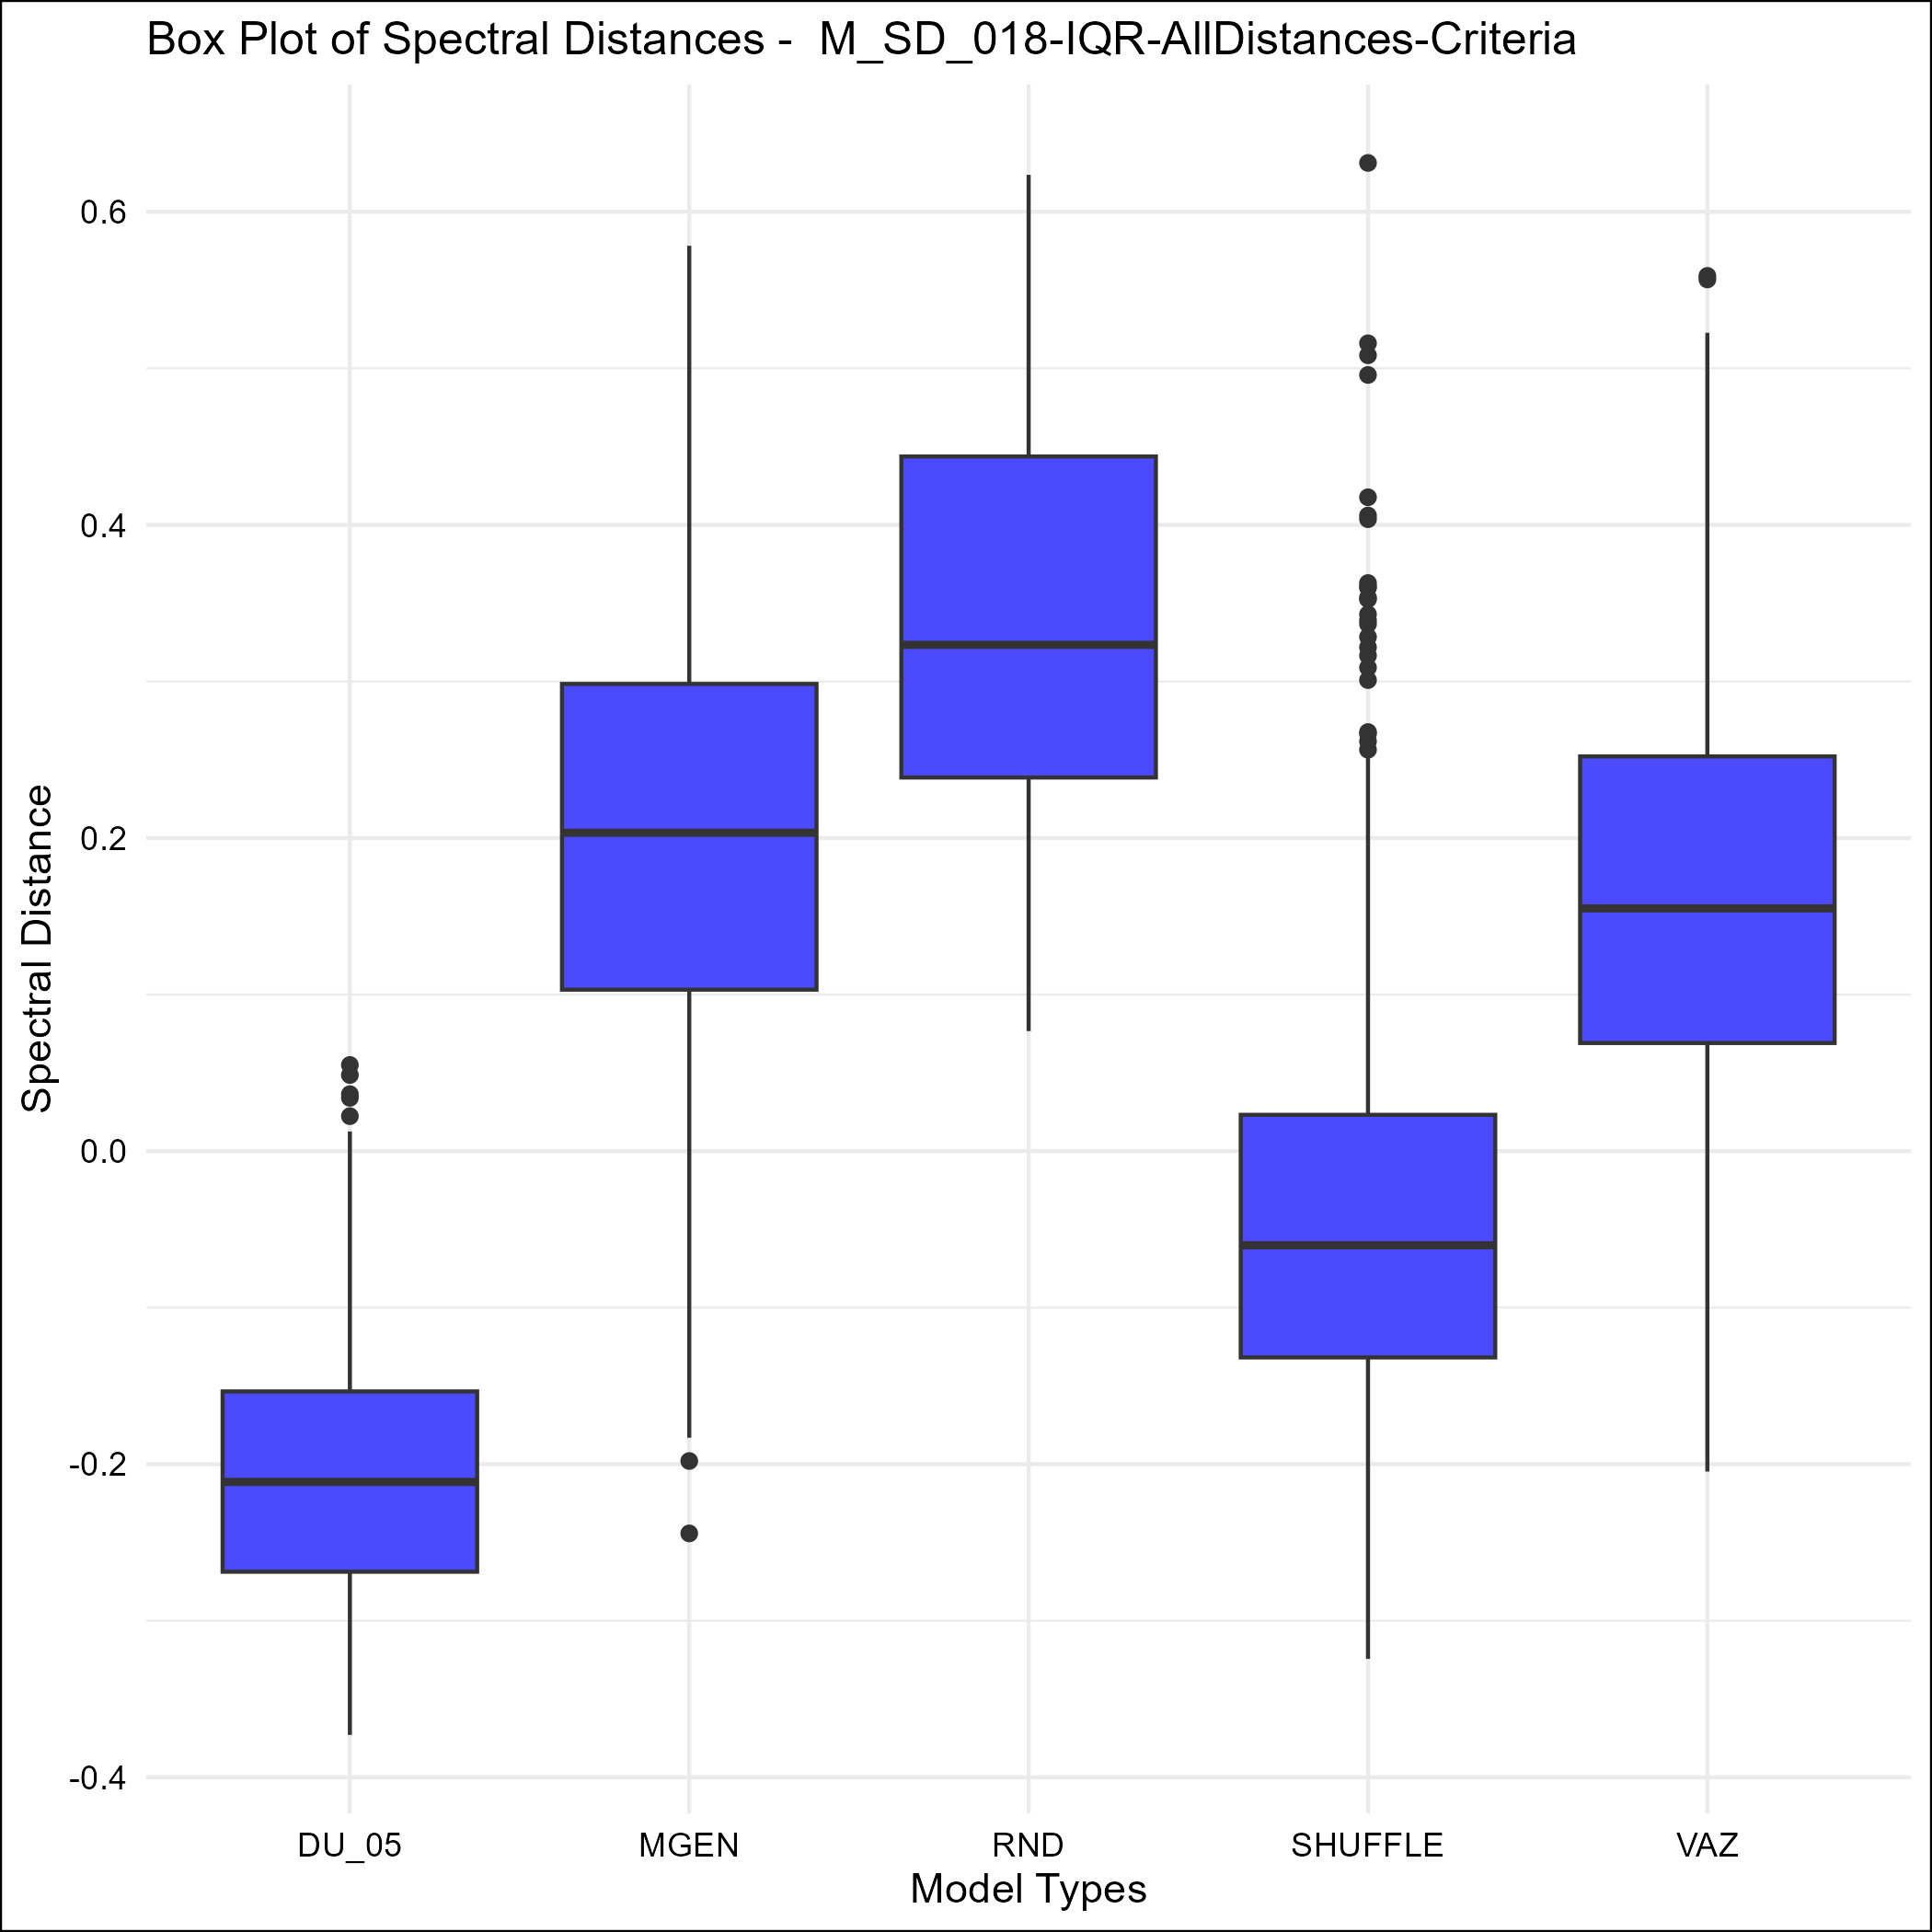 Box Plot of Spectral Distances -  M_SD_018-IQR-AllDistances-Criteria
Spectral Distance
0.6
0.4
0.2
0.0
-0.2
-0.4
DU_05 MGEN RND SHUFFLE VAZ
Model Types